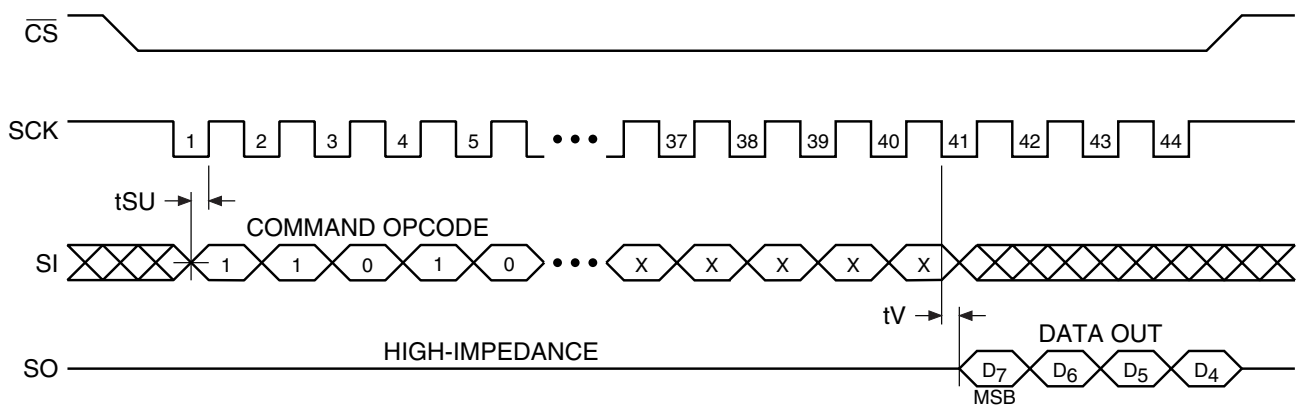 CS
SCK 1 2 3 4 5 ••• 37 38 39 40 41 42 43 44
tSU
COMMAND OPCODE
SI 1 1 0 1 0 ••• X X X X X
tV
HIGH-IMPEDANCE
DATA OUT
SO D7 D6 D5 D4
MSB